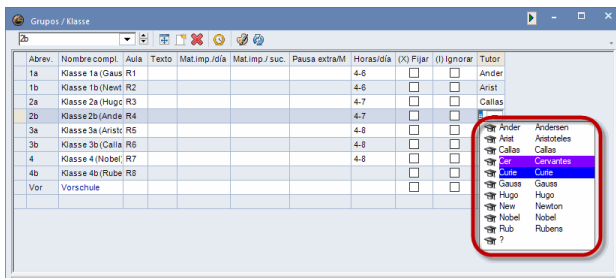 Grupos / Klasse
2b
Abrev. Nombre compl. Aula Texto Mat.imp./día Mat.imp./ suc. Pausa extra/M Horas/día (X) Fijar (I) Ignorar Tutor
1a Klasse 1a (Gaus R1 4-6 Ander
1b Klasse 1b (Newt R2 4-6 Arist
2a Klasse 2a (Hugo R3 4-7 Callas
2b Klasse 2b (Ande R4 4-7
3a Klasse 3a (Aristo R5 4-8
3b Klasse 3b (Calla R6 4-8
4 Klasse 4 (Nobel) R7 4-8
4b Klasse 4b (Rube R8
Vor Vorschule
Ander Andersen
Arist Aristoteles
Callas Callas
Cer Cervantes
Curie Curie
Gauss Gauss
Hugo Hugo
New Newton
Nobel Nobel
Rub Rubens
?